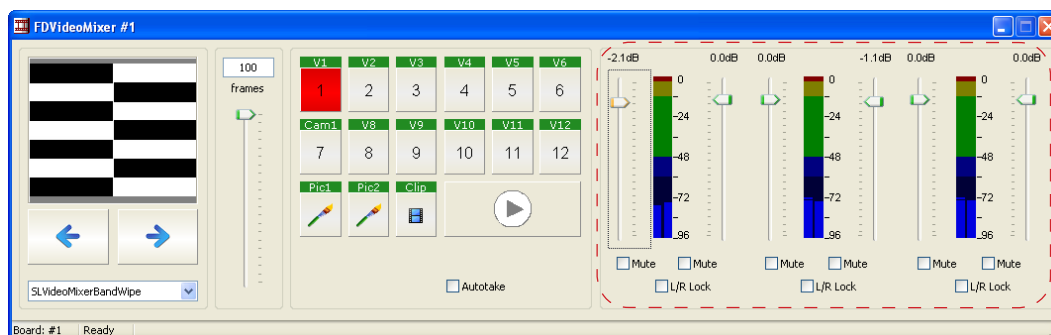 FDVideoMixer #1
100
frames
V1 V2 V3 V4 V5 V6
1 2 3 4 5 6
Cam1 V8 V9 V10 V11 V12
7 8 9 10 11 12
Pic1 Pic2 Clip
Autotake
SLVideoMixerBandWipe
-2.1dB 0.0dB 0.0dB -1.1dB 0.0dB 0.0dB
0 0 0
-24 -24 -24
-48 -48 -48
-72 -72 -72
-96 -96 -96
Mute Mute Mute Mute Mute Mute
L/R Lock L/R Lock L/R Lock
Board: #1 Ready